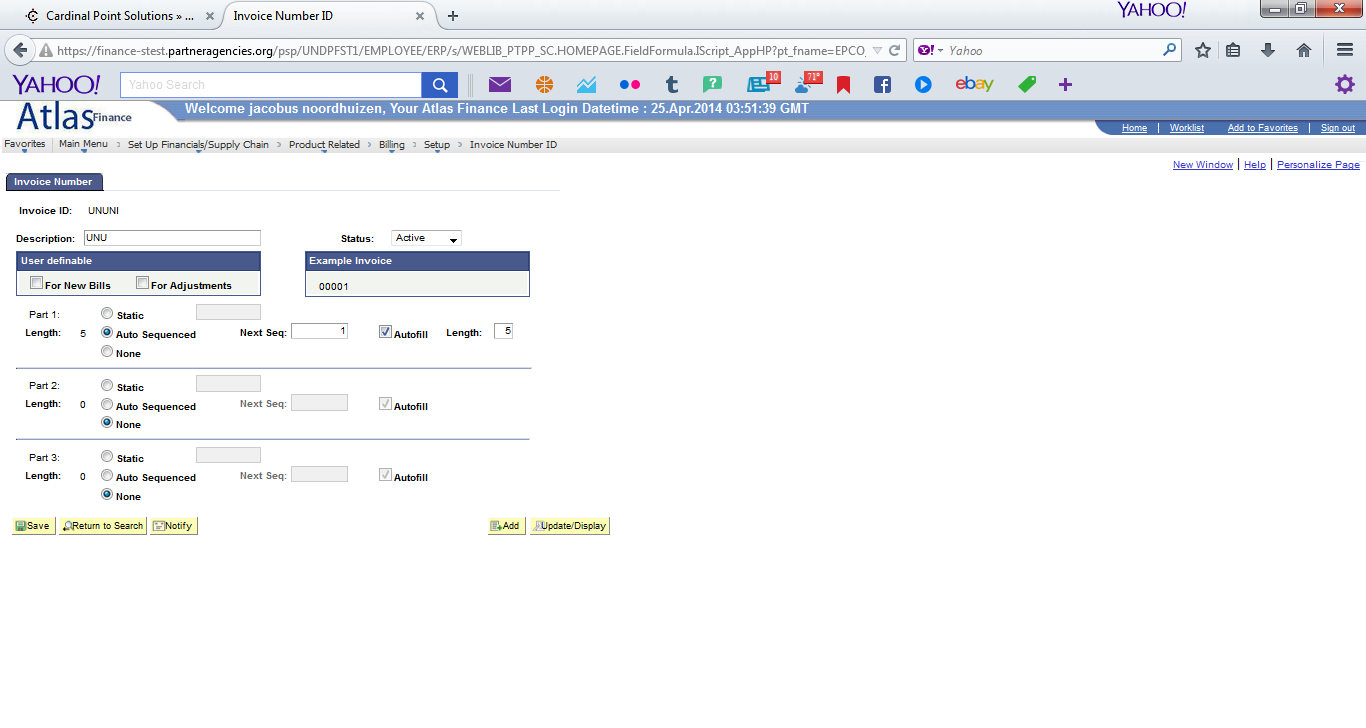 Cardinal Point Solutions » ...
Invoice Number ID
YAHOO!
https://finance-stest.partneragencies.org/psp/UNDPFST1/EMPLOYEE/ERP/s/WEBLIB_PTPP_SC.HOMEPAGE.FieldFormula.IScript_AppHP?pt_fname=EPCO_
Yahoo
YAHOO!
Yahoo Search
10
71°
ebay
Atlas Finance
Welcome jacobus noordhuizen, Your Atlas Finance Last Login Datetime : 25.Apr.2014 03:51:39 GMT
Home | Worklist Add to Favorites | Sign out
Favorites Main Menu > Set Up Financials/Supply Chain > Product Related > Billing > Setup > Invoice Number ID
New Window | Help | Personalize Page
Invoice Number
Invoice ID: UNUNI
Description: UNU Status: Active
User definable Example Invoice
For New Bills For Adjustments 00001
Part 1: Static
Length: 5 Auto Sequenced Next Seq: 1 Autofill Length: 5
None
Part 2: Static
Length: 0 Auto Sequenced Next Seq: Autofill
None
Part 3: Static
Length: 0 Auto Sequenced Next Seq: Autofill
None
Save Return to Search Notify Add Update/Display